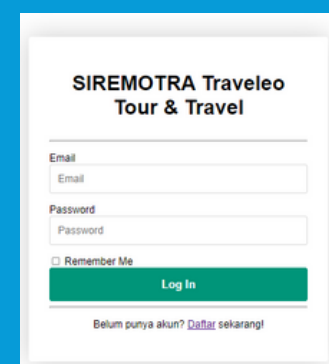 SIREMOTRA Traveleo
Tour & Travel
Email
Email
Password
Password
Remember Me
Log In
Belum punya akun? Daftar sekarang!